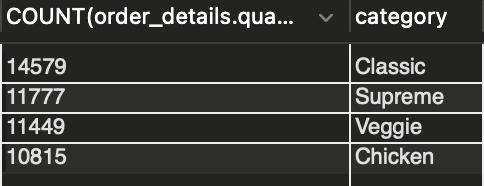 COUNT(order_details.qua... category
14579 Classic
11777 Supreme
11449 Veggie
10815 Chicken